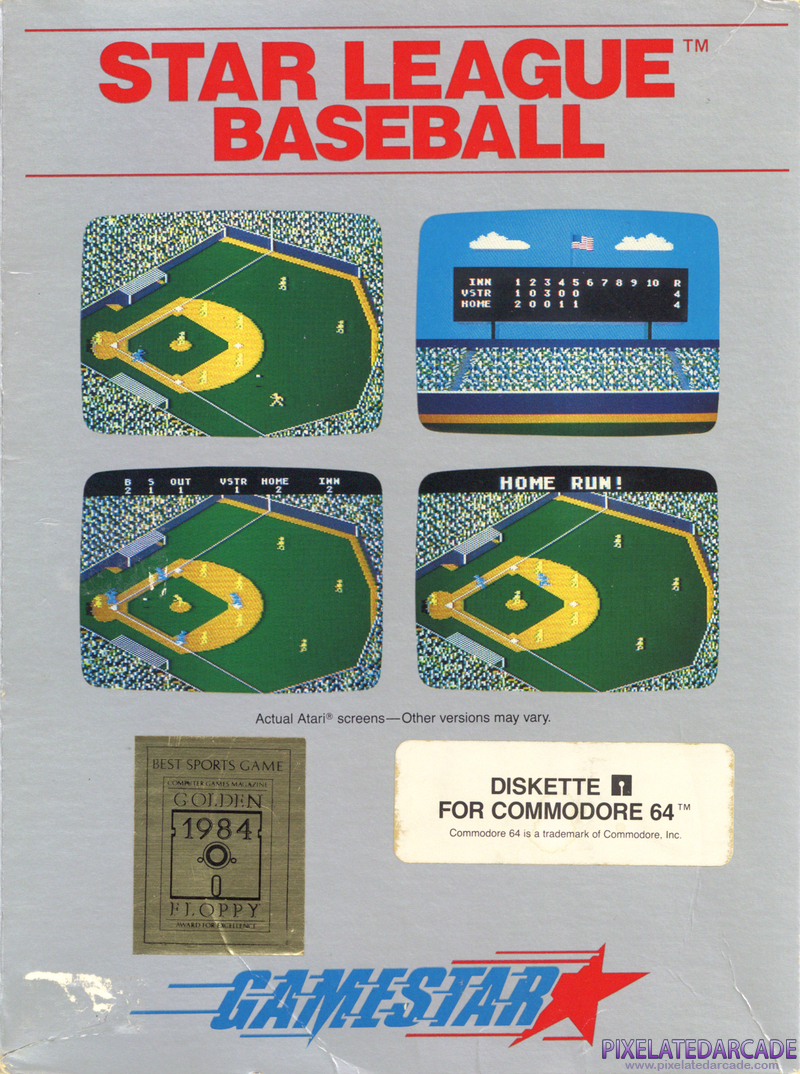 STAR LEAGUE™
BASEBALL
INN 1 2 3 4 5 6 7 8 9 10 R
VSTR 1 0 3 0 0 4
HOME 2 0 0 1 1 4
B S OUT VSTR HOME INN
2 1 1 1 2 2
HOME RUN!
Actual Atari® screens—Other versions may vary.
BEST SPORTS GAME
COMPUTER GAMES MAGAZINE
GOLDEN
1984
FLOPPY
AWARD FOR EXCELLENCE
DISKETTE
FOR COMMODORE 64™
Commodore 64 is a trademark of Commodore, Inc.
GAMESTAR
PIXELATEDARCADE
www.pixelatedarcade.com